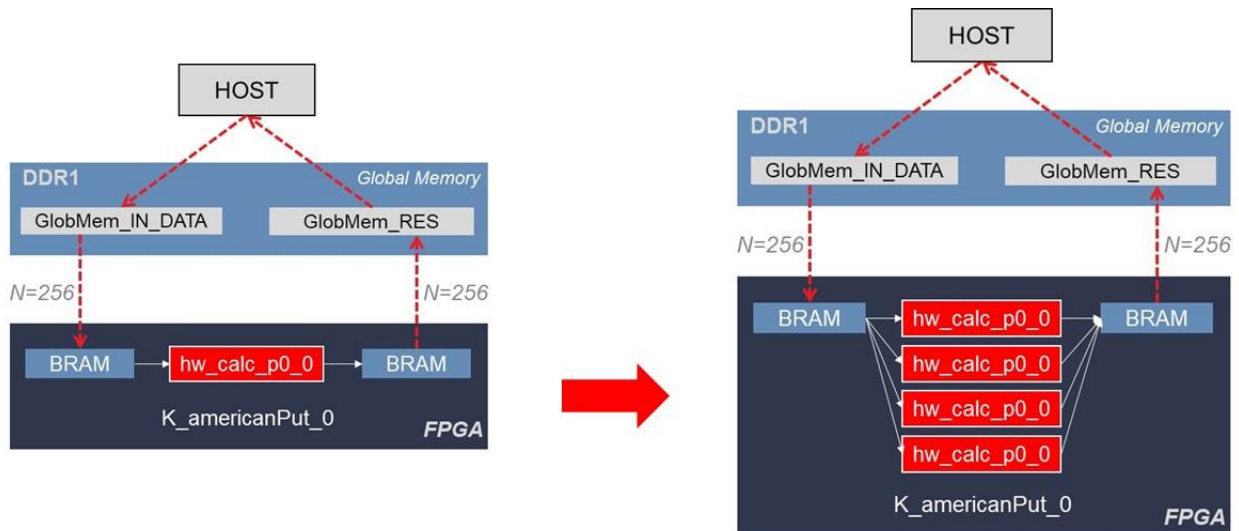 HOST
DDR1
Global Memory
GlobMem_IN_DATA
GlobMem_RES
N=256
N=256
BRAM
hw_calc_p0_0
BRAM
K_americanPut_0
FPGA
HOST
DDR1
Global Memory
GlobMem_IN_DATA
GlobMem_RES
N=256
N=256
BRAM
hw_calc_p0_0
BRAM
hw_calc_p0_0
hw_calc_p0_0
hw_calc_p0_0
K_americanPut_0
FPGA